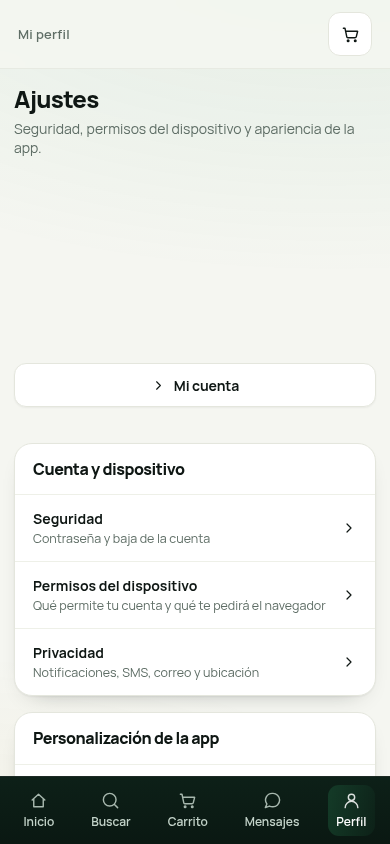 Mi perfil
Ajustes
Seguridad, permisos del dispositivo y apariencia de la
app.
Mi cuenta
Cuenta y dispositivo
Seguridad
Contraseña y baja de la cuenta
Permisos del dispositivo
Qué permite tu cuenta y qué te pedirá el navegador
Privacidad
Notificaciones, SMS, correo y ubicación
Personalización de la app
Inicio
Buscar
Carrito
Mensajes
Perfil